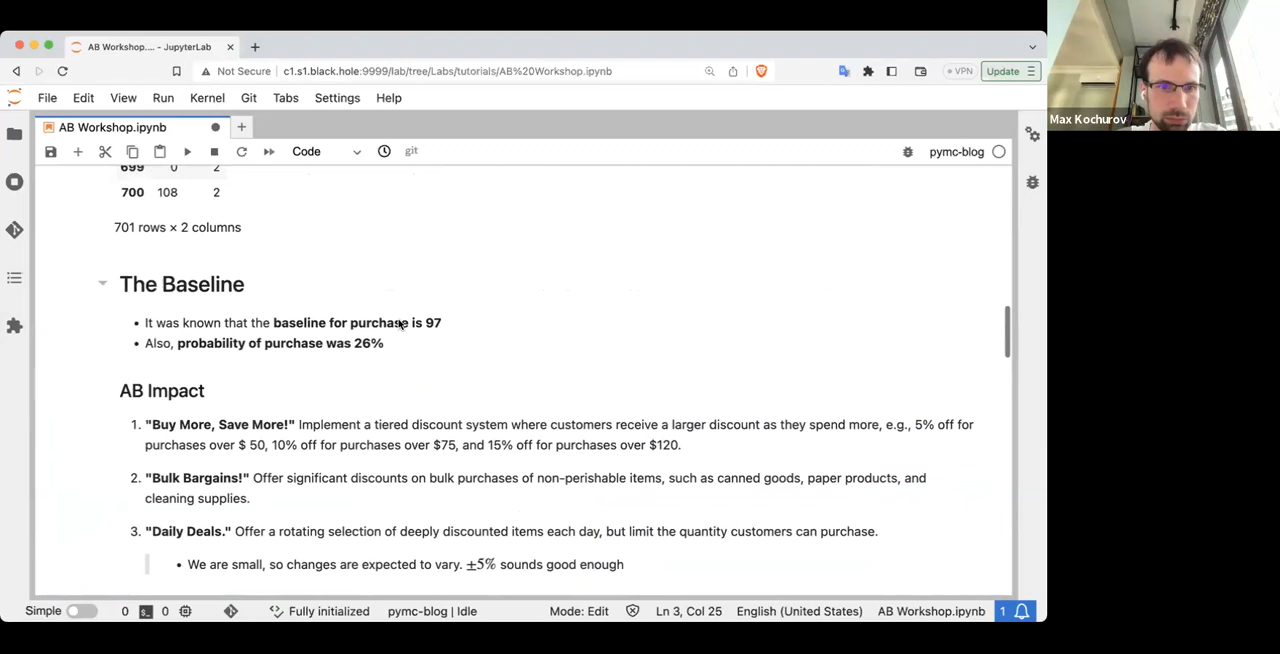 AB Workshop.... - JupyterLab
Not Secure c1.s1.black.hole:9999/lab/tree/Labs/tutorials/AB%20Workshop.ipynb
VPN
Update
File Edit View Run Kernel Git Tabs Settings Help
AB Workshop.ipynb
Code
git
pymc-blog
Max Kochurov
699 0 2
700 108 2
701 rows × 2 columns
The Baseline
• It was known that the baseline for purchase is 97
• Also, probability of purchase was 26%
AB Impact
1. "Buy More, Save More!" Implement a tiered discount system where customers receive a larger discount as they spend more, e.g., 5% off for
purchases over $ 50, 10% off for purchases over $75, and 15% off for purchases over $120.
2. "Bulk Bargains!" Offer significant discounts on bulk purchases of non-perishable items, such as canned goods, paper products, and
cleaning supplies.
3. "Daily Deals." Offer a rotating selection of deeply discounted items each day, but limit the quantity customers can purchase.
• We are small, so changes are expected to vary. ±5% sounds good enough
Simple 0 0 Fully initialized pymc-blog | Idle Mode: Edit Ln 3, Col 25 English (United States) AB Workshop.ipynb 1